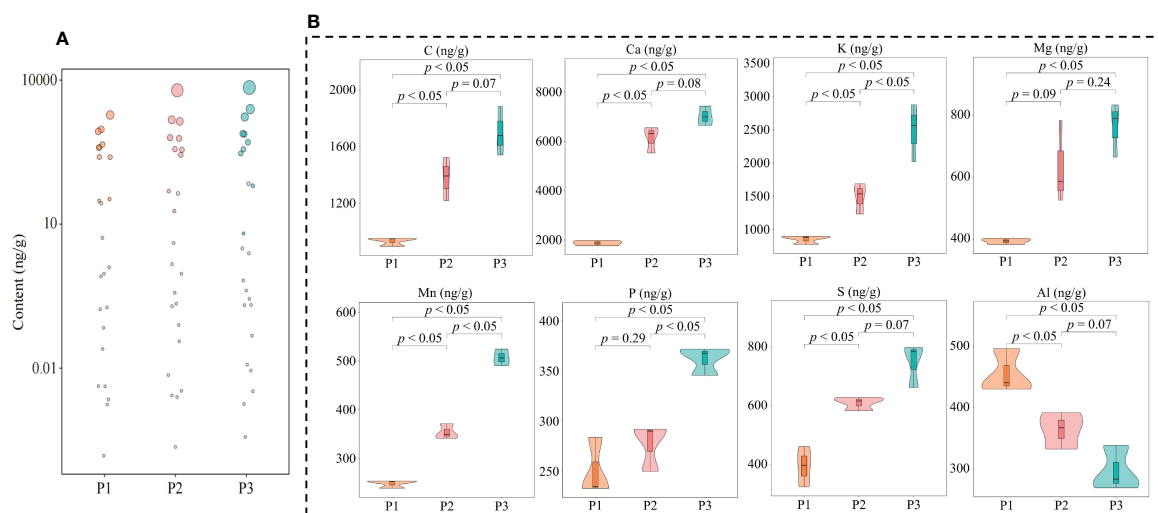 A
B
Content (ng/g)
10000
10
0.01
P1 P2 P3
C (ng/g)
p < 0.05
p = 0.07
p < 0.05
2000
1600
1200
P1 P2 P3
Ca (ng/g)
p < 0.05
p = 0.08
p < 0.05
8000
6000
4000
2000
P1 P2 P3
K (ng/g)
p < 0.05
p < 0.05
p < 0.05
3500
3000
2500
2000
1500
1000
P1 P2 P3
Mg (ng/g)
p < 0.05
p = 0.24
p = 0.09
800
600
400
P1 P2 P3
Mn (ng/g)
p < 0.05
p < 0.05
p < 0.05
600
500
400
300
P1 P2 P3
P (ng/g)
p < 0.05
p < 0.05
p = 0.29
400
350
300
250
P1 P2 P3
S (ng/g)
p < 0.05
p = 0.07
p < 0.05
800
600
400
P1 P2 P3
Al (ng/g)
p < 0.05
p = 0.07
p < 0.05
500
400
300
P1 P2 P3